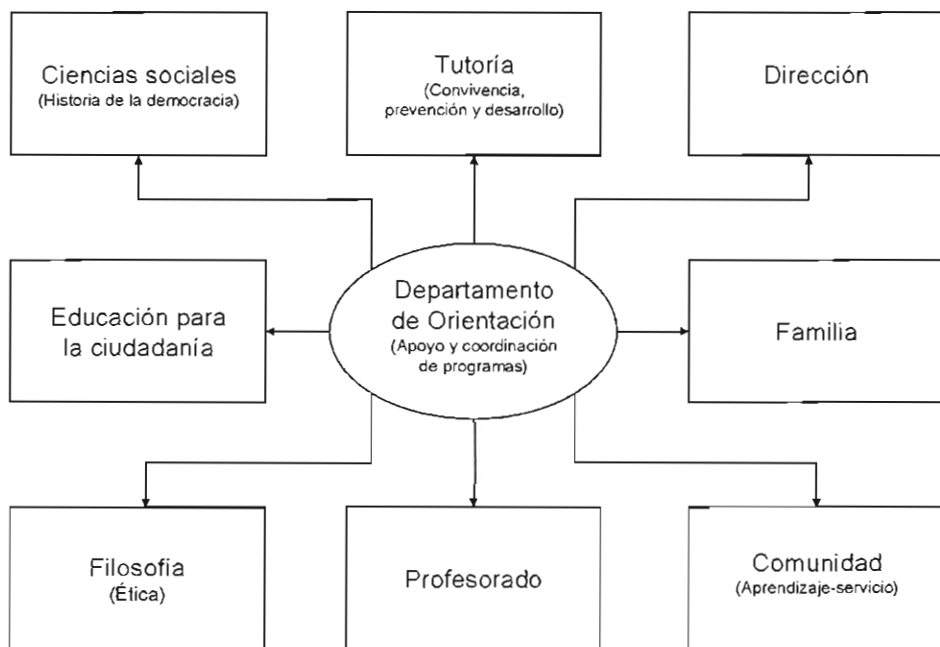 Ciencias sociales
(Historia de la democracia)
Tutoría
(Convivencia,
prevención y desarrollo)
Dirección
Educación para
la ciudadanía
Departamento
de Orientación
(Apoyo y coordinación
de programas)
Familia
Filosofia
(Ética)
Profesorado
Comunidad
(Aprendizaje-servicio)